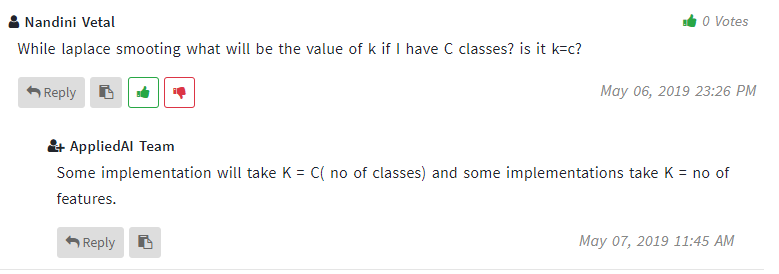 Nandini Vetal
0 Votes
While laplace smooting what will be the value of k if I have C classes? is it k=c?
Reply
May 06, 2019 23:26 PM
AppliedAI Team
Some implementation will take K = C( no of classes) and some implementations take K = no of
features.
Reply
May 07, 2019 11:45 AM